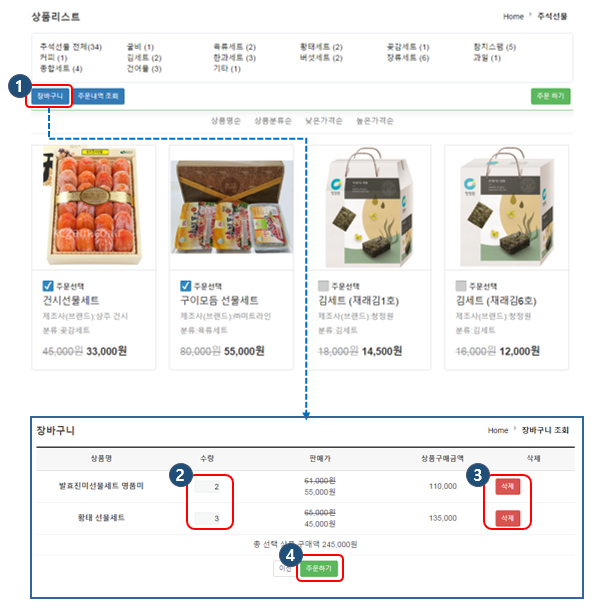 상품리스트
Home > 추석선물
추석선물 전체(34) 굴비 (1) 육류세트 (2) 황태세트 (2) 곶감세트 (1) 참치스팸 (5)
커피 (1) 김세트 (2) 한과세트 (3) 버섯세트 (2) 장류세트 (6) 과일 (1)
종합세트 (4) 건어물 (3) 기타 (1)
1
장바구니 주문내역 조회 주문 하기
상품명순 상품분류순 낮은가격순 높은가격순
주문선택 주문선택 주문선택 주문선택
건시선물세트 구이모듬 선물세트 김세트 (재래김1호) 김세트 (재래김6호)
제조사(브랜드):상주 건시 제조사(브랜드):㈜미트라인 제조사(브랜드):청정원 제조사(브랜드):청정원
분류:곶감세트 분류:육류세트 분류:김세트 분류:김세트
45,000원 33,000원 80,000원 55,000원 18,000원 14,500원 16,000원 12,000원
장바구니
Home > 장바구니 조회
상품명 수량 판매가 상품구매금액 삭제
2 3
발효진미선물세트 명품미 2 61,000원 55,000원 110,000 삭제
황태 선물세트 3 65,000원 45,000원 135,000 삭제
총 선택 상품 구매액 245,000원
4
이전 주문하기